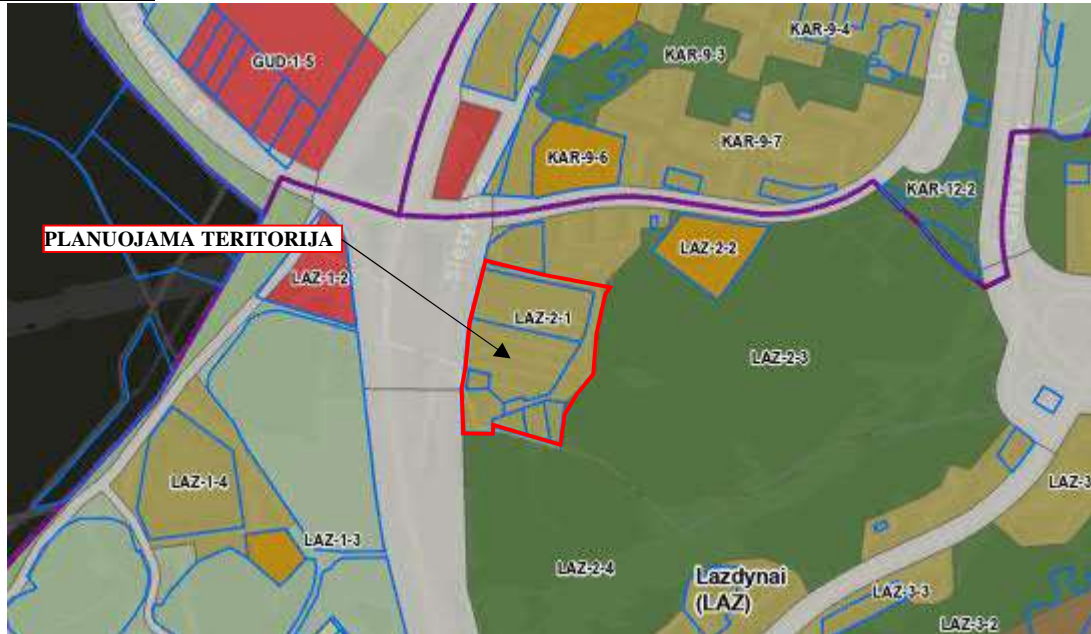 GUD-1-5
KAR-9-3
KAR-9-4
KAR-9-6
KAR-9-7
KAR-12-2
PLANUOJAMA TERITORIJA
LAZ-1-2
LAZ-2-2
LAZ-2-1
LAZ-2-3
LAZ-1-4
LAZ-1-3
LAZ-2-4
Lazdynai
(LAZ)
LAZ-3-3
LAZ-3-2